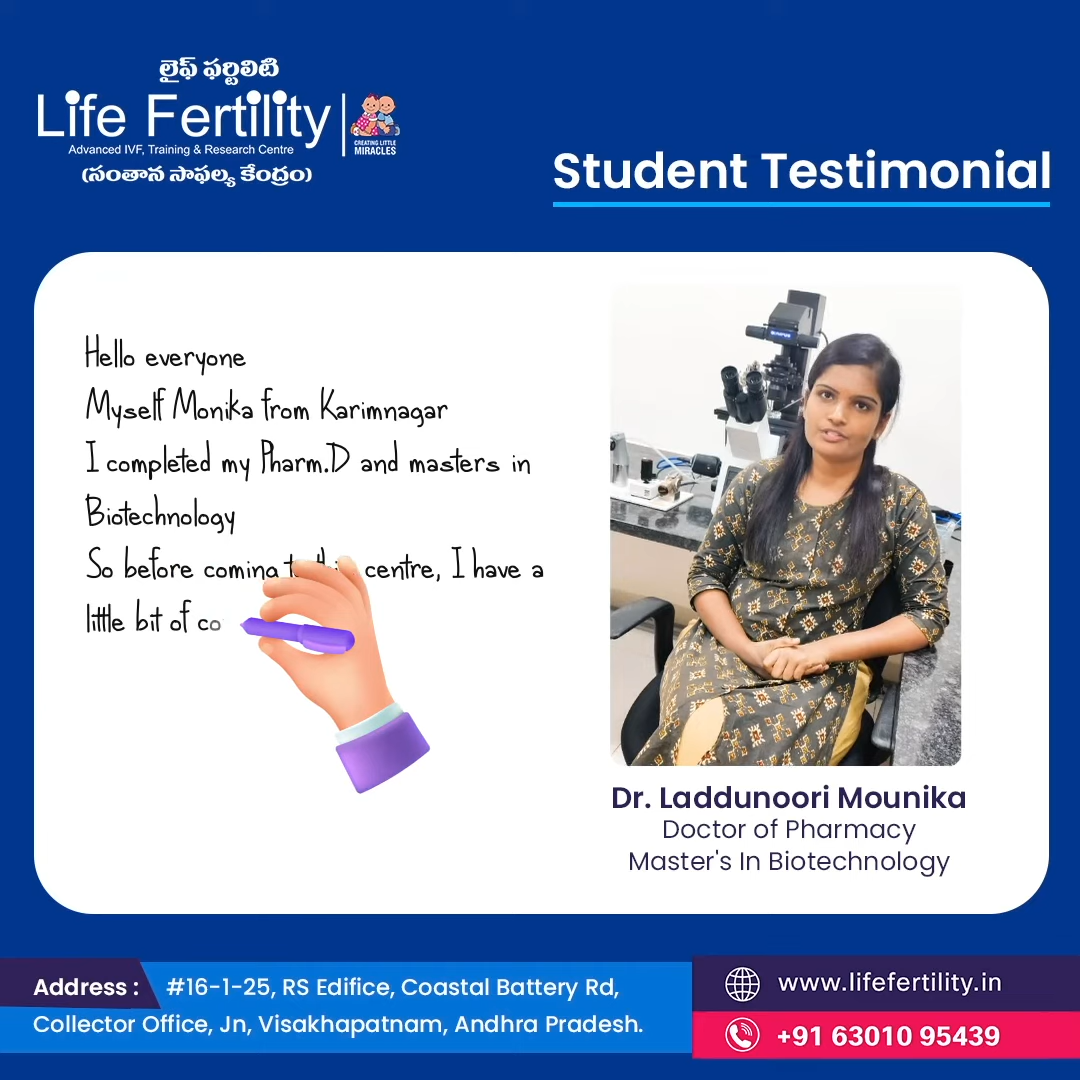 లైఫ్ ఫర్టిలిటి
Life Fertility
Advanced IVF, Training & Research Centre
(సంతాన సాఫల్య కేంద్రం)
CREATING LITTLE
MIRACLES
Student Testimonial
Hello everyone
Myself Monika from Karimnagar
I completed my Pharm.D and masters in
Biotechnology
So before coming centre, I have a
little bit of co
Dr. Laddunoori Mounika
Doctor of Pharmacy
Master's In Biotechnology
Address :
#16-1-25, RS Edifice, Coastal Battery Rd,
Collector Office, Jn, Visakhapatnam, Andhra Pradesh.
www.lifefertility.in
+91 63010 95439